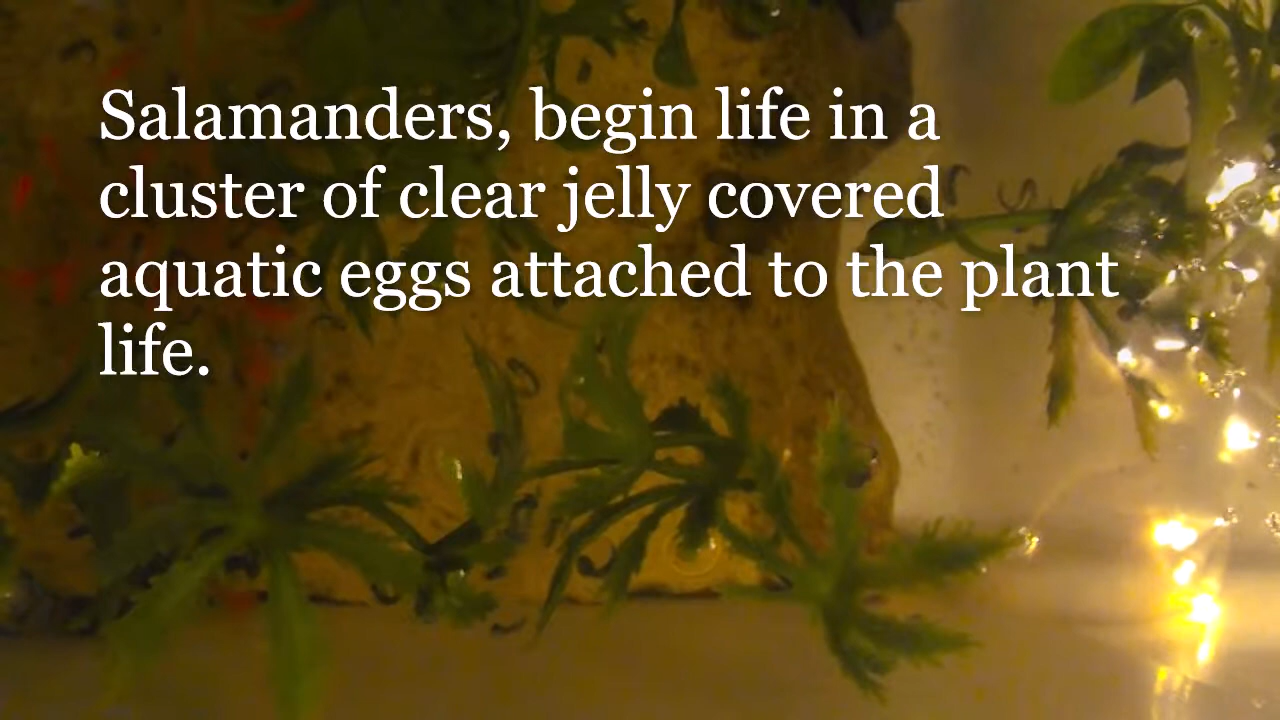 Salamanders, begin life in a
cluster of clear jelly covered
aquatic eggs attached to the plant
life.